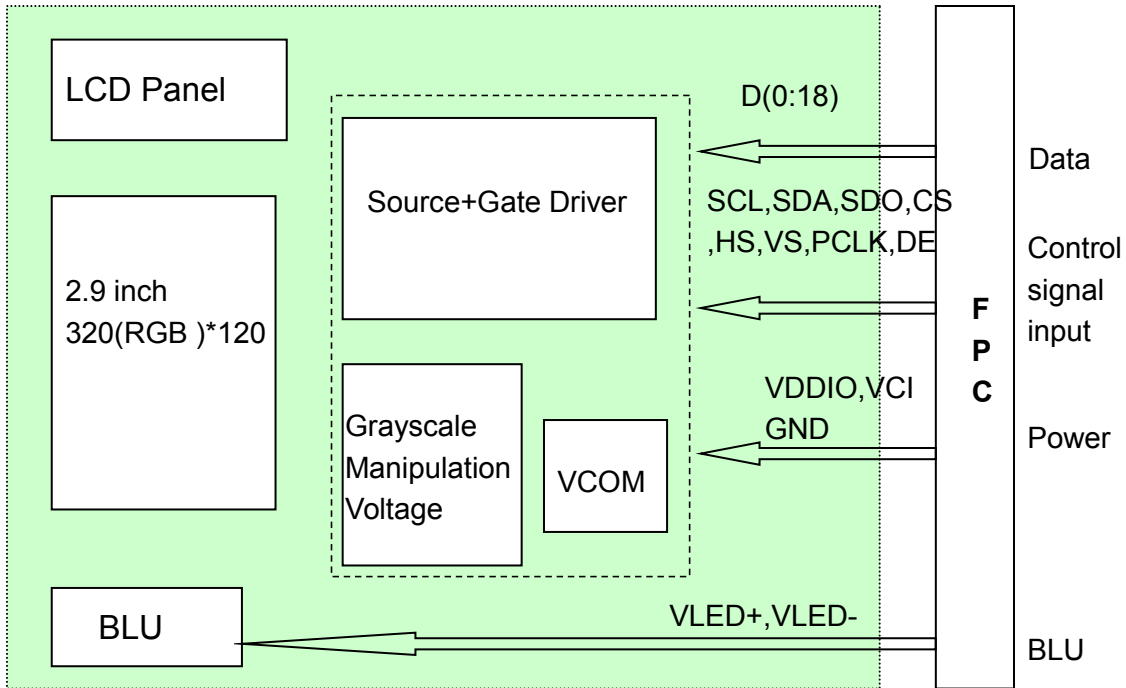 LCD Panel
2.9 inch
320(RGB )*120
BLU
Source+Gate Driver
Grayscale
Manipulation
Voltage
VCOM
D(0:18)
SCL,SDA,SDO,CS
,HS,VS,PCLK,DE
VDDIO,VCI
GND
VLED+,VLED-
F
P
C
Data
Control
signal
input
Power
BLU